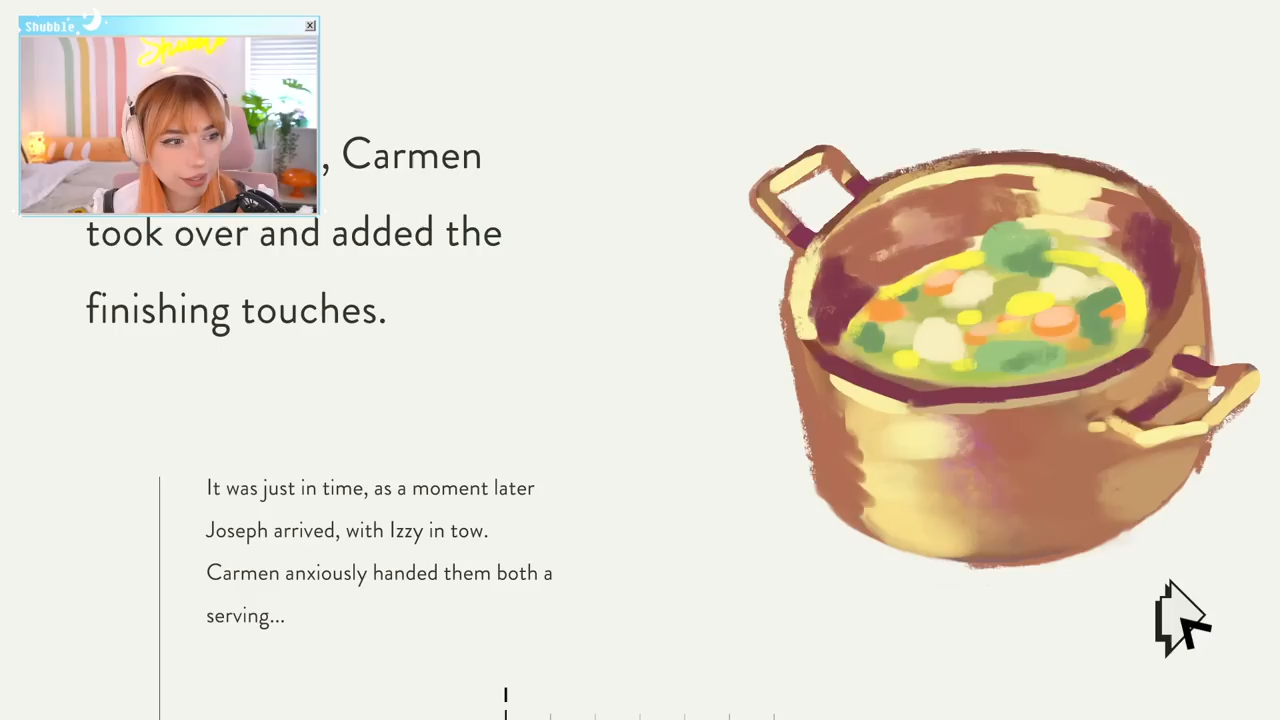 Shubble
Shubble
, Carmen
took over and added the
finishing touches.
It was just in time, as a moment later
Joseph arrived, with Izzy in tow.
Carmen anxiously handed them both a
serving...